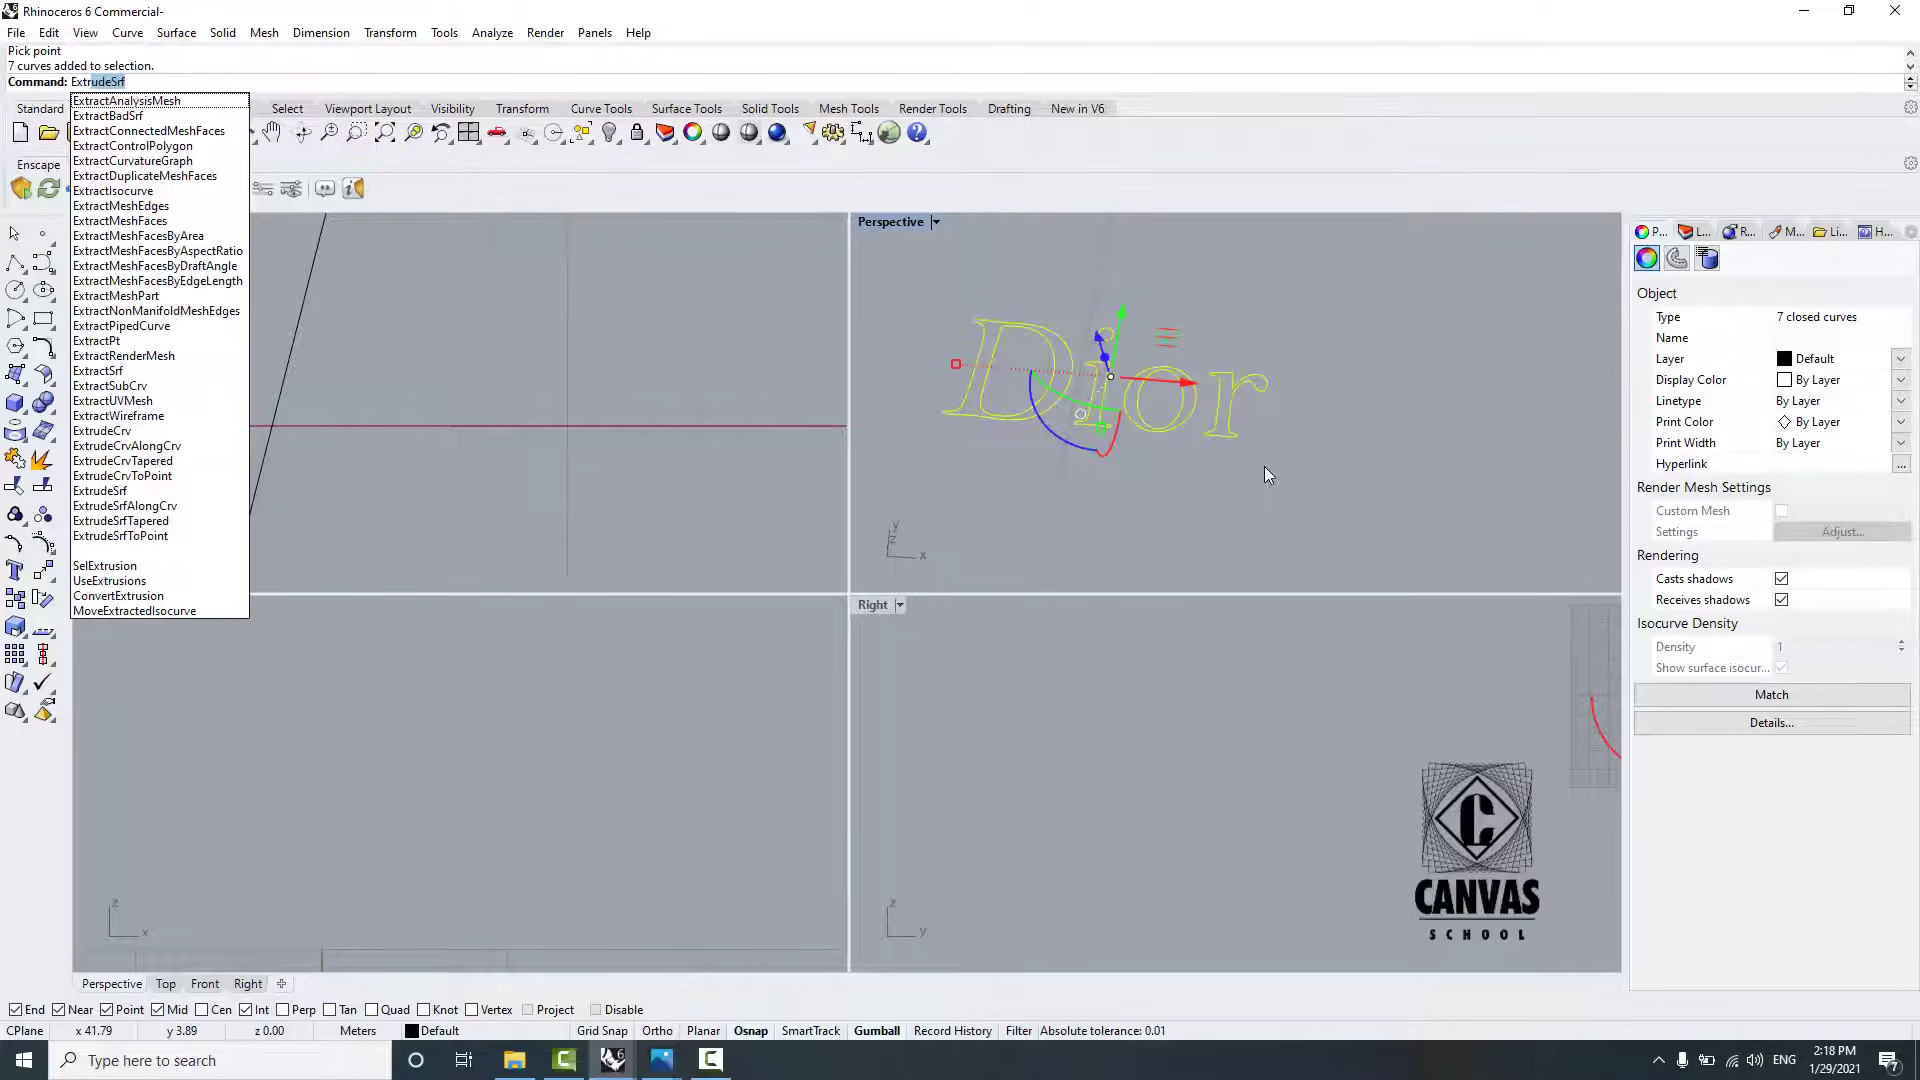 Rhinoceros 6 Commercial-
File Edit View Curve Surface Solid Mesh Dimension Transform Tools Analyze Render Panels Help
Pick point
7 curves added to selection.
Command: ExtrudeSrf
Standard Select Viewport Layout Visibility Transform Curve Tools Surface Tools Solid Tools Mesh Tools Render Tools Drafting New in V6
Enscape
ExtractAnalysisMesh
ExtractBadSrf
ExtractConnectedMeshFaces
ExtractControlPolygon
ExtractCurvatureGraph
ExtractDuplicateMeshFaces
ExtractIsocurve
ExtractMeshEdges
ExtractMeshFaces
ExtractMeshFacesByArea
ExtractMeshFacesByAspectRatio
ExtractMeshFacesByDraftAngle
ExtractMeshFacesByEdgeLength
ExtractMeshPart
ExtractNonManifoldMeshEdges
ExtractPipedCurve
ExtractPt
ExtractRenderMesh
ExtractSrf
ExtractSubCrv
ExtractUVMesh
ExtractWireframe
ExtrudeCrv
ExtrudeCrvAlongCrv
ExtrudeCrvTapered
ExtrudeCrvToPoint
ExtrudeSrf
ExtrudeSrfAlongCrv
ExtrudeSrfTapered
ExtrudeSrfToPoint
SelExtrusion
UseExtrusions
ConvertExtrusion
MoveExtractedIsocurve
Perspective
Dior
y
z
x
Right
z
x
z
y
CANVAS
SCHOOL
P... L... R... M... Li... H...
Object
Type 7 closed curves
Name
Layer Default
Display Color By Layer
Linetype By Layer
Print Color By Layer
Print Width By Layer
Hyperlink ...
Render Mesh Settings
Custom Mesh
Settings Adjust...
Rendering
Casts shadows
Receives shadows
Isocurve Density
Density 1
Show surface isocur...
Match
Details...
Perspective Top Front Right
End Near Point Mid Cen Int Perp Tan Quad Knot Vertex Project Disable
CPlane x 41.79 y 3.89 z 0.00 Meters Default Grid Snap Ortho Planar Osnap SmartTrack Gumball Record History Filter Absolute tolerance: 0.01
Type here to search
ENG
2:18 PM
1/29/2021
7